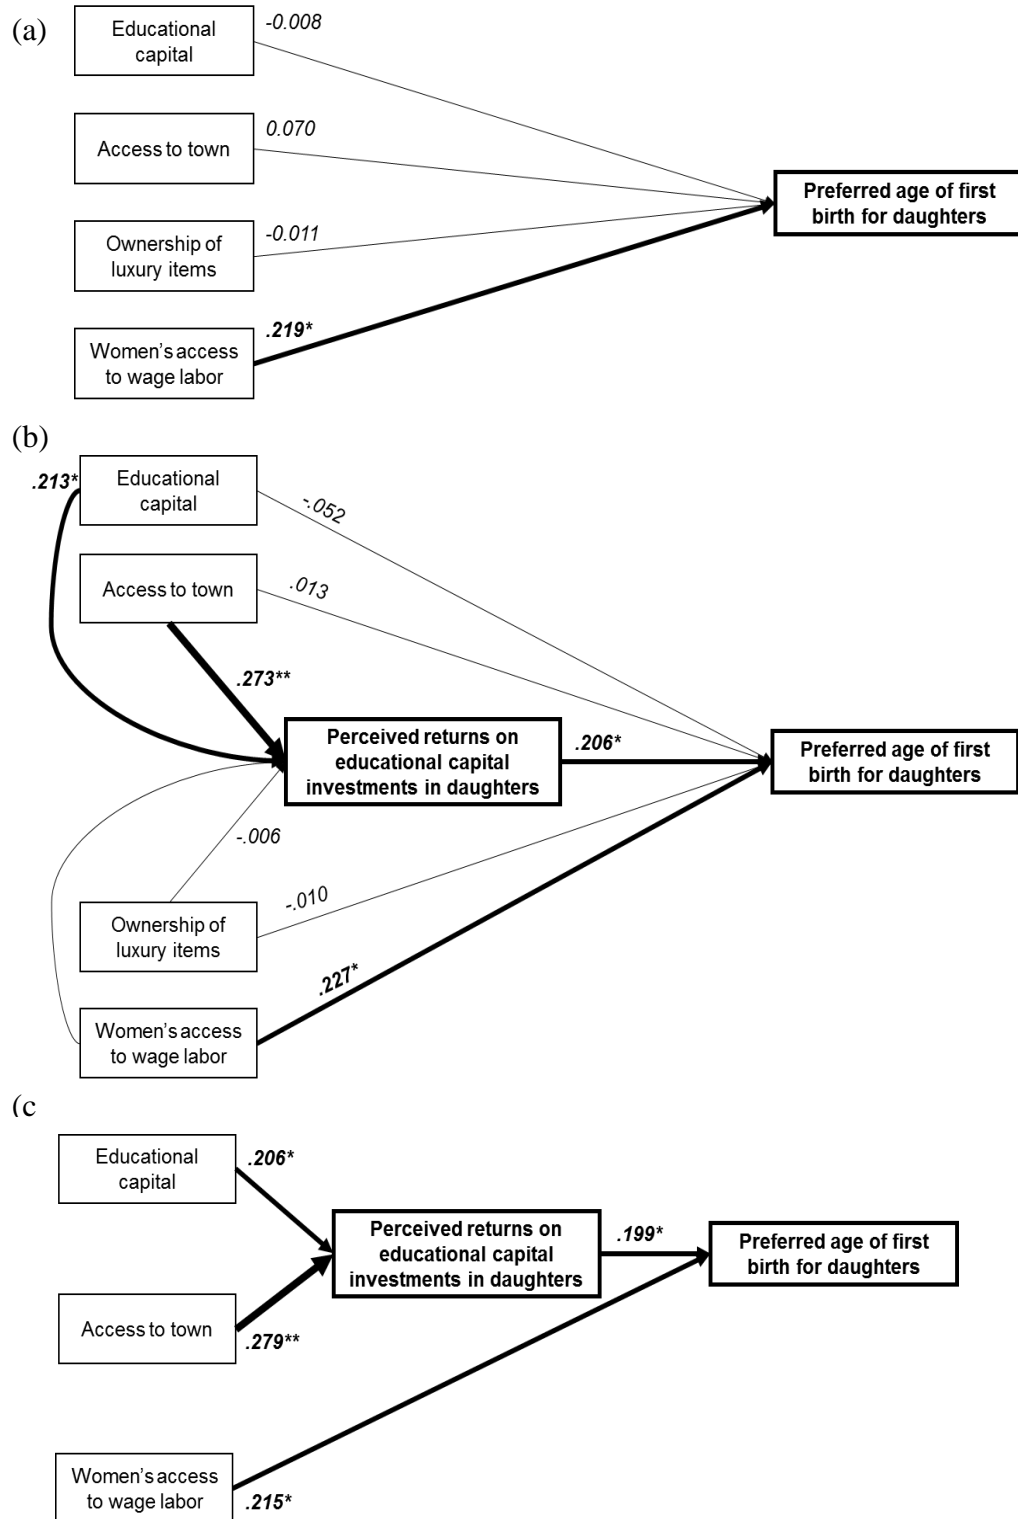 (a)
Educational
capital
-0.008
Access to town
0.070
Ownership of
luxury items
-0.011
Women's access
to wage labor
.219*
Preferred age of first
birth for daughters
(b)
.213*
Educational
capital
-.052
Access to town
.013
.273**
Perceived returns on
educational capital
investments in daughters
.206*
Preferred age of first
birth for daughters
-.006
Ownership of
luxury items
-.010
.227*
Women's access
to wage labor
(c
Educational
capital
.206*
Perceived returns on
educational capital
investments in daughters
.199*
Preferred age of first
birth for daughters
Access to town
.279**
Women's access
to wage labor
.215*